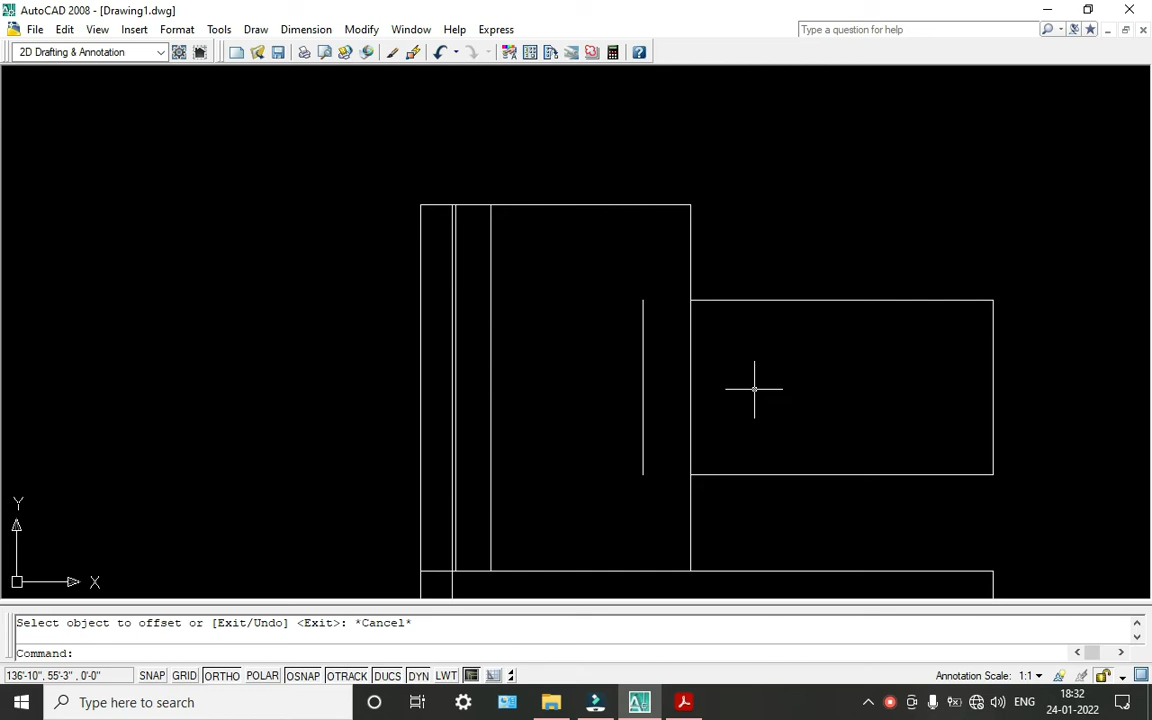 AutoCAD 2008 - [Drawing1.dwg]
File Edit View Insert Format Tools Draw Dimension Modify Window Help Express
Type a question for help
2D Drafting & Annotation
Y
X
Select object to offset or [Exit/Undo] <Exit>: *Cancel*
Command:
136'-10", 55'-3" , 0'-0" SNAP GRID ORTHO POLAR OSNAP OTRACK DUCS DYN LWT Annotation Scale: 1:1
Type here to search
ENG
18:32
24-01-2022